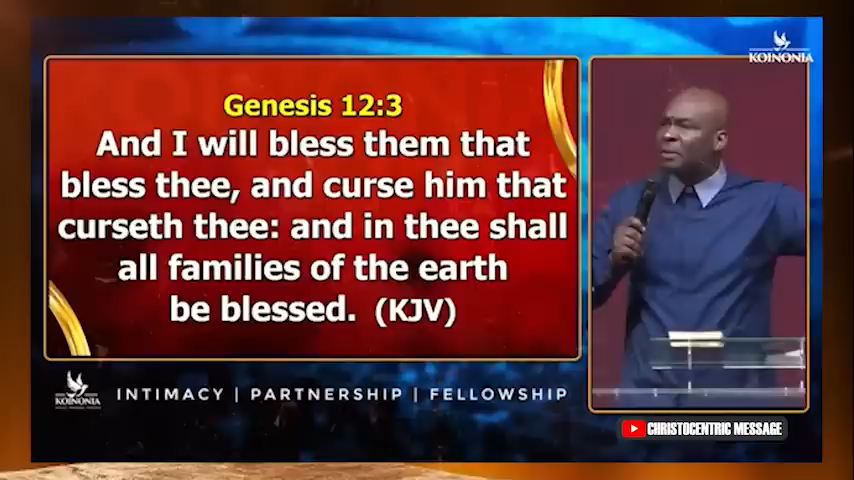 KOINONIA
Genesis 12:3
And I will bless them that
bless thee, and curse him that
curseth thee: and in thee shall
all families of the earth
be blessed. (KJV)
KOINONIA
INTIMACY | PARTNERSHIP | FELLOWSHIP
CHRISTOCENTRIC MESSAGE